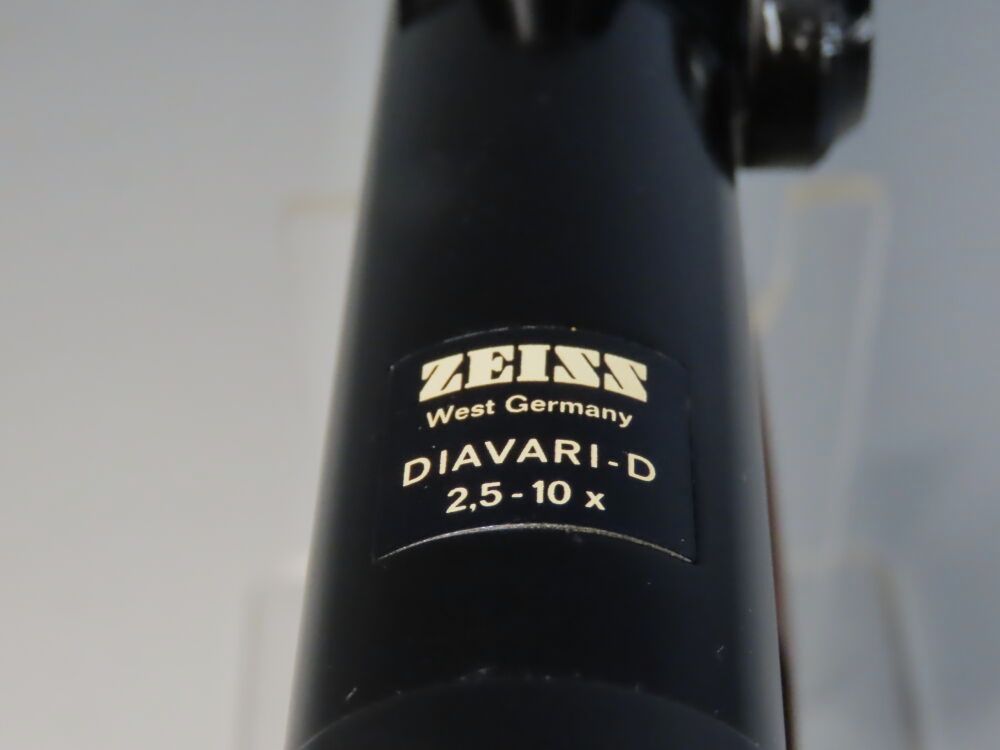 ZEISS
West Germany
DIAVARI-D
2,5-10 x